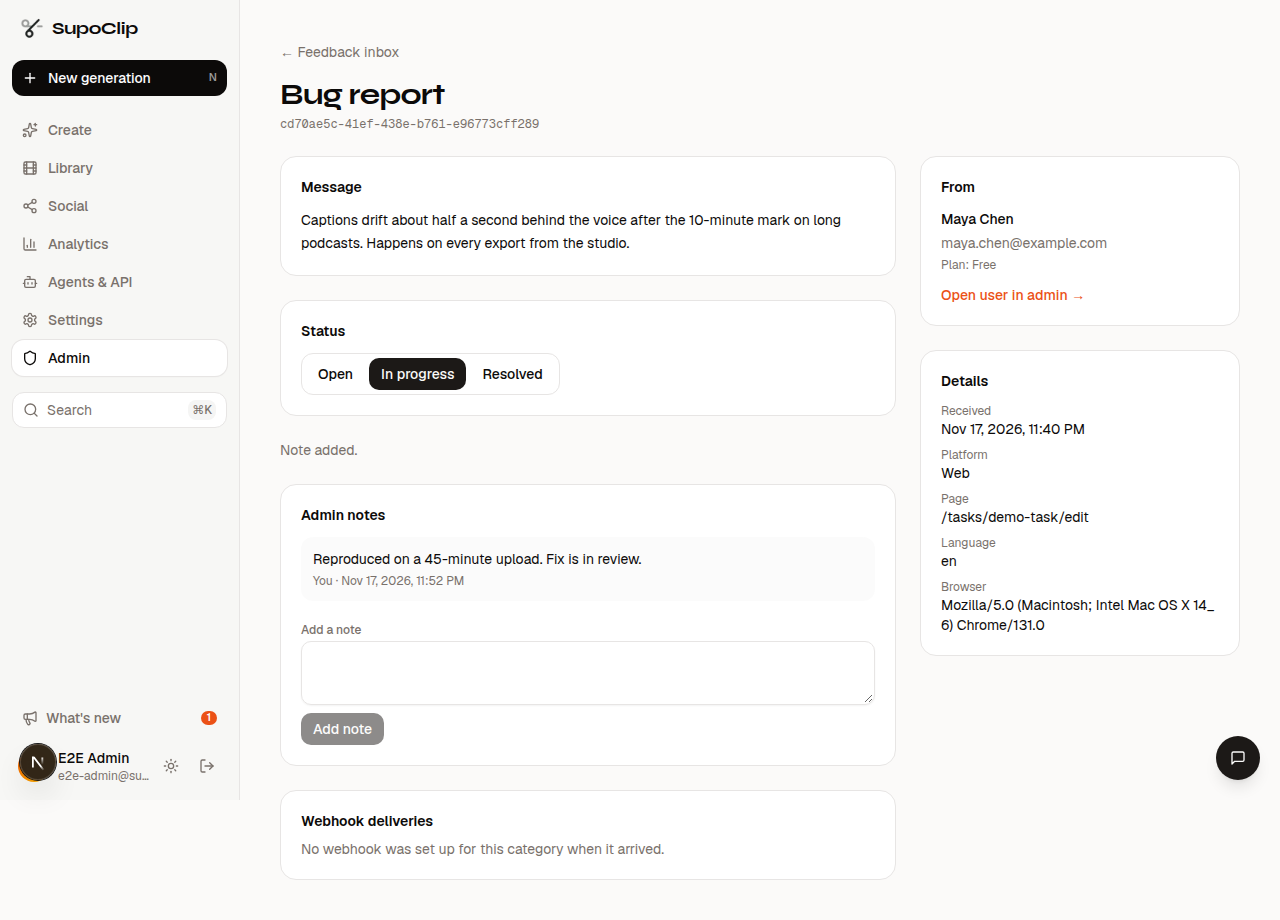 SupoClip
New generation N
Create
Library
Social
Analytics
Agents & API
Settings
Admin
Search ⌘K
What's new 1
N
E2E Admin
e2e-admin@su...
← Feedback inbox
Bug report
cd70ae5c-41ef-438e-b761-e96773cff289
Message
Captions drift about half a second behind the voice after the 10-minute mark on long
podcasts. Happens on every export from the studio.
Status
Open In progress Resolved
Note added.
Admin notes
Reproduced on a 45-minute upload. Fix is in review.
You · Nov 17, 2026, 11:52 PM
Add a note
Add note
Webhook deliveries
No webhook was set up for this category when it arrived.
From
Maya Chen
maya.chen@example.com
Plan: Free
Open user in admin →
Details
Received
Nov 17, 2026, 11:40 PM
Platform
Web
Page
/tasks/demo-task/edit
Language
en
Browser
Mozilla/5.0 (Macintosh; Intel Mac OS X 14_
6) Chrome/131.0